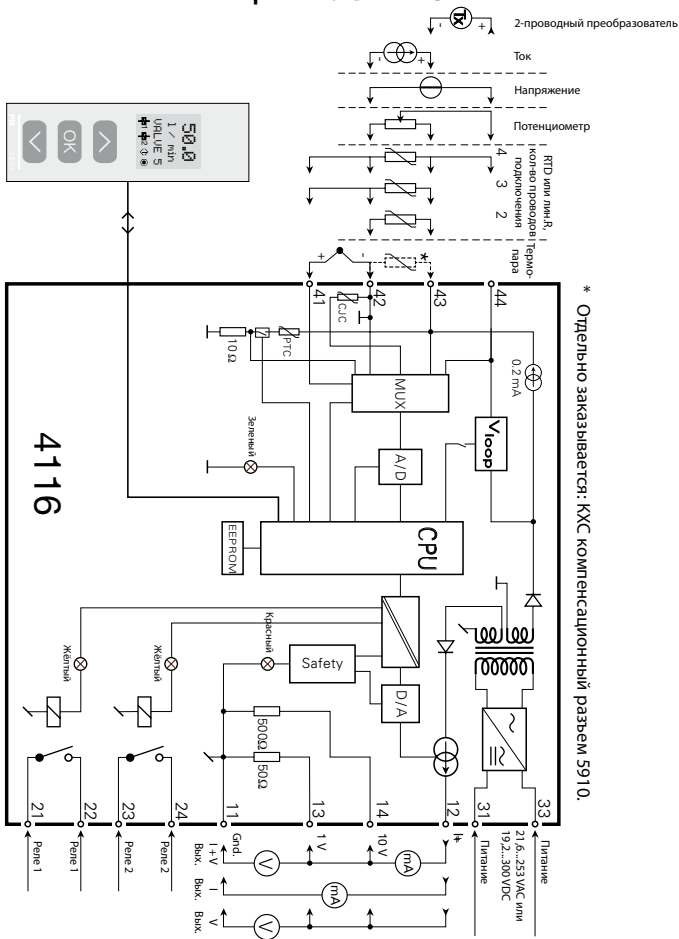 2-проводный преобразователь
Tx
- +
Ток
- +
Напряжение
Потенциометр
RTD или лин.R,
кол-во проводов
подключения
4
3
2
Термо-
пара
+ - *
50.0
l / min
VALVE 5
1 2
OK
41
42
43
44
* Отдельно заказывается: КХС компенсационный разъем 5910.
CJC
PTC
10 Ω
MUX
0.2 mA
Vloop
A/D
Зеленый
4116
EEPROM
CPU
Safety
Красный
D/A
Жёлтый
Жёлтый
500Ω
50Ω
21
22
23
24
11
13
14
12
31
33
Реле 1
Реле 1
Реле 2
Реле 2
Gnd.
1 V
10 V
I+
Питание
Питание
21,6...253 VAC или
19,2...300 VDC
V
mA
I + V
Вых.
mA
I
Вых.
V
V
Вых.